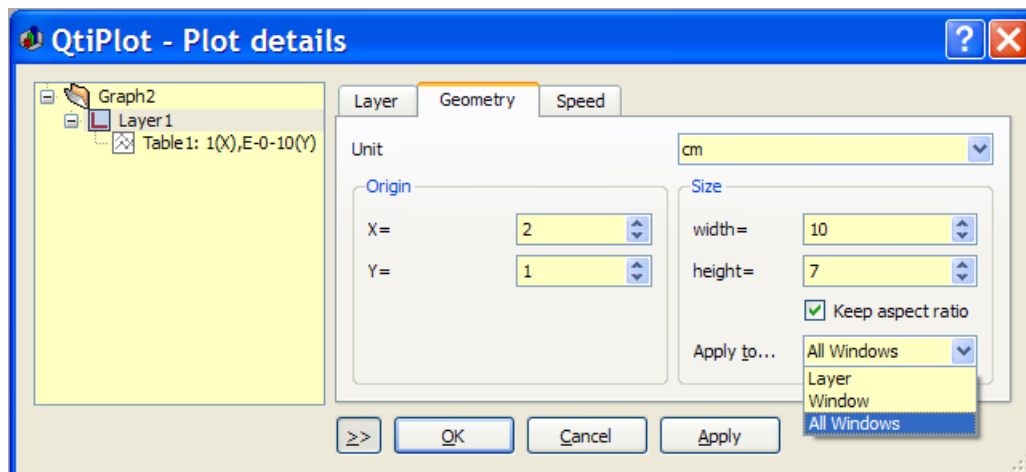 QtiPlot - Plot details
Graph2
Layer1
Table1: 1(X),E-0-10(Y)
Layer
Geometry
Speed
Unit
cm
Origin
X=
2
Y=
1
Size
width=
10
height=
7
Keep aspect ratio
Apply to...
All Windows
Layer
Window
All Windows
>>
OK
Cancel
Apply